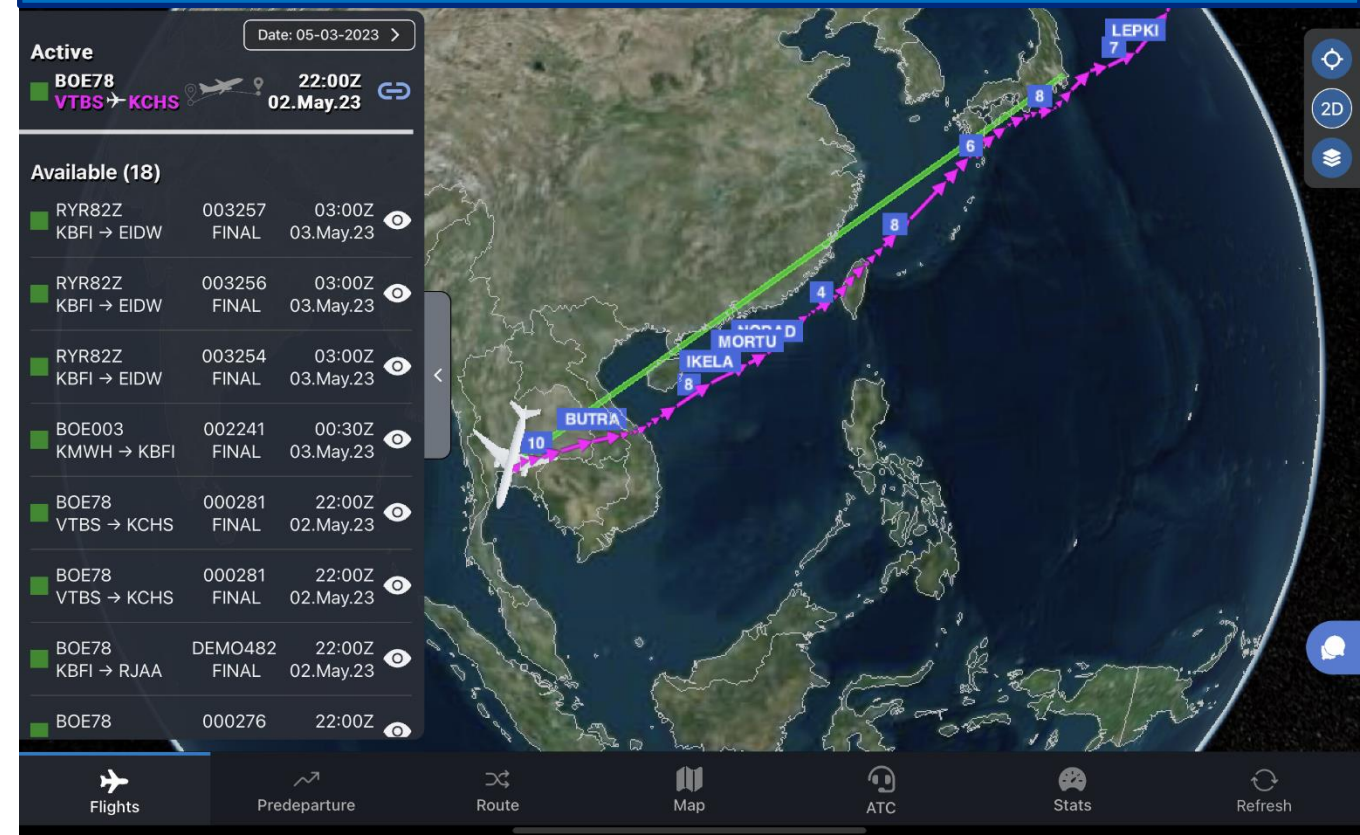 Date: 05-03-2023 >
Active
BOE78 22:00Z
VTBS KCHS 02.May.23
Available (18)
RYR82Z 003257 03:00Z
KBFI → EIDW FINAL 03.May.23
RYR82Z 003256 03:00Z
KBFI → EIDW FINAL 03.May.23
RYR82Z 003254 03:00Z
KBFI → EIDW FINAL 03.May.23
BOE003 002241 00:30Z
KMWH → KBFI FINAL 03.May.23
BOE78 000281 22:00Z
VTBS → KCHS FINAL 02.May.23
BOE78 000281 22:00Z
VTBS → KCHS FINAL 02.May.23
BOE78 DEMO482 22:00Z
KBFI → RJAA FINAL 02.May.23
BOE78 000276 22:00Z
LEPKI
7
8
6
8
4
MORTU
IKELA
8
BUTRA
10
2D
Flights Predeparture Route Map ATC Stats Refresh